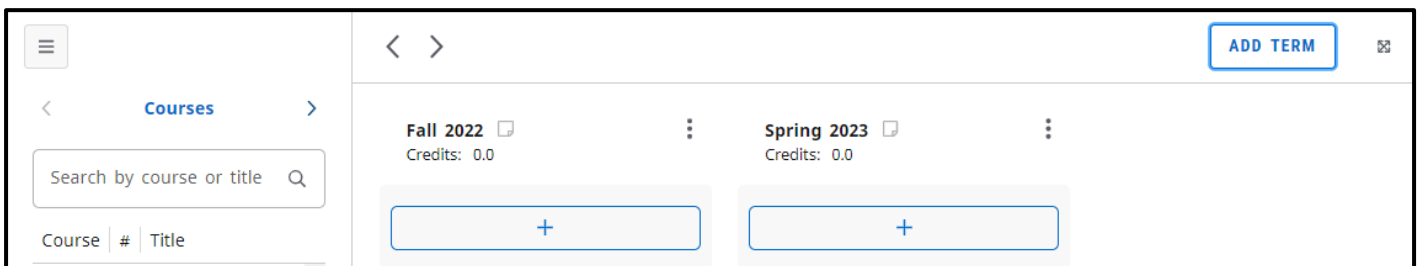 ADD TERM
Courses
Search by course or title
Course # Title
Fall 2022
Credits: 0.0
+
Spring 2023
Credits: 0.0
+